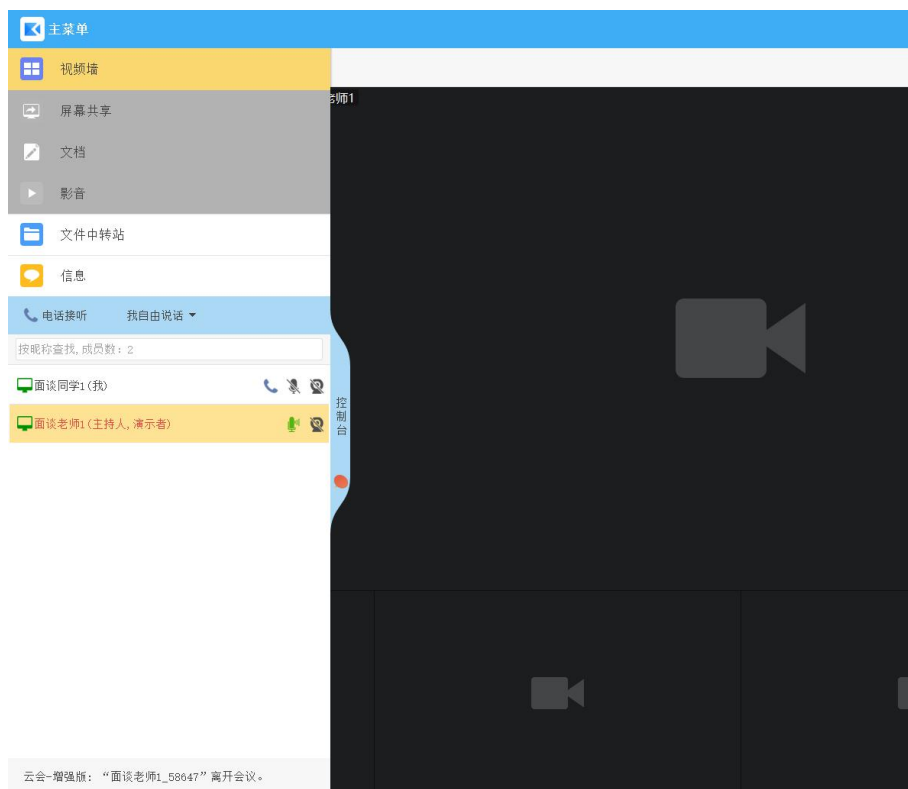 主菜单
视频墙
老师1
屏幕共享
文档
影音
文件中转站
信息
电话接听
我自由说话
按昵称查找,成员数: 2
面谈同学1(我)
面谈老师1(主持人,演示者)
控制台
云会-增强版: “面谈老师1_58647”离开会议。